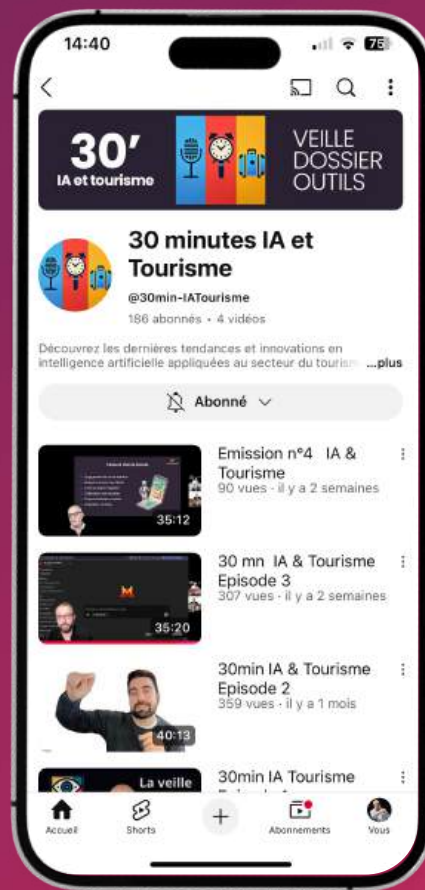 14:40
75
30'
IA et tourisme
VEILLE
DOSSIER
OUTILS
30 minutes IA et
Tourisme
@30min-IATourisme
186 abonnés • 4 vidéos
Découvrez les dernières tendances et innovations en
intelligence artificielle appliquées au secteur du tourism ...plus
Abonné
35:12
Emission n°4 IA &
Tourisme
90 vues · il y a 2 semaines
35:20
30 mn IA & Tourisme
Episode 3
307 vues · il y a 2 semaines
40:13
30min IA & Tourisme
Episode 2
359 vues · il y a 1 mois
La veille
30min IA Tourisme
Accueil
Shorts
Abonnements
Vous